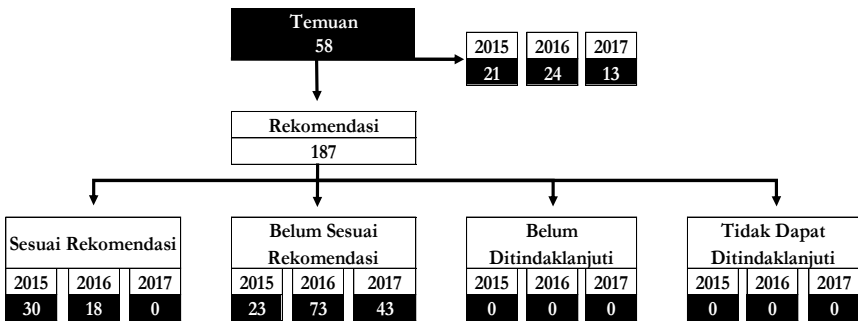 Temuan
58
2015 2016 2017
21 24 13
Rekomendasi
187
Sesuai Rekomendasi
2015 2016 2017
30 18 0
Belum Sesuai
Rekomendasi
2015 2016 2017
23 73 43
Belum
Ditindaklanjuti
2015 2016 2017
0 0 0
Tidak Dapat
Ditindaklanjuti
2015 2016 2017
0 0 0